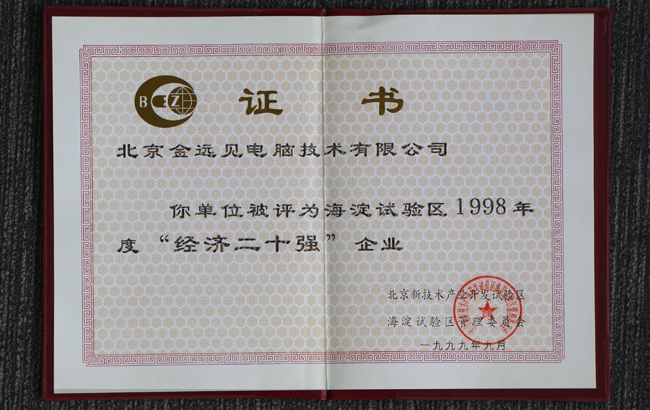 BEZ
证书
北京金远见电脑技术有限公司
你单位被评为海淀试验区1998年
度“经济二十强”企业
北京新技术产业开发试验区
海淀试验区管理委员会
一九九九年九月